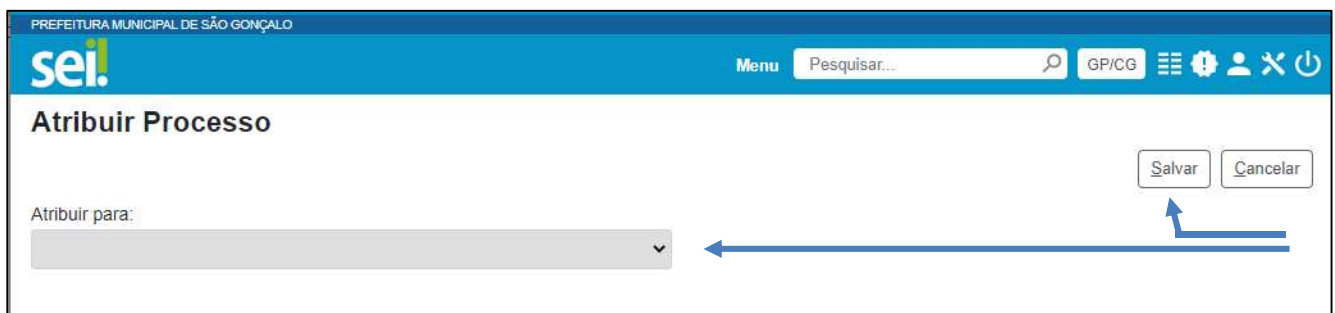 PREFEITURA MUNICIPAL DE SÃO GONÇALO
sei!
Menu Pesquisar... GP/CG
Atribuir Processo
Salvar Cancelar
Atribuir para: